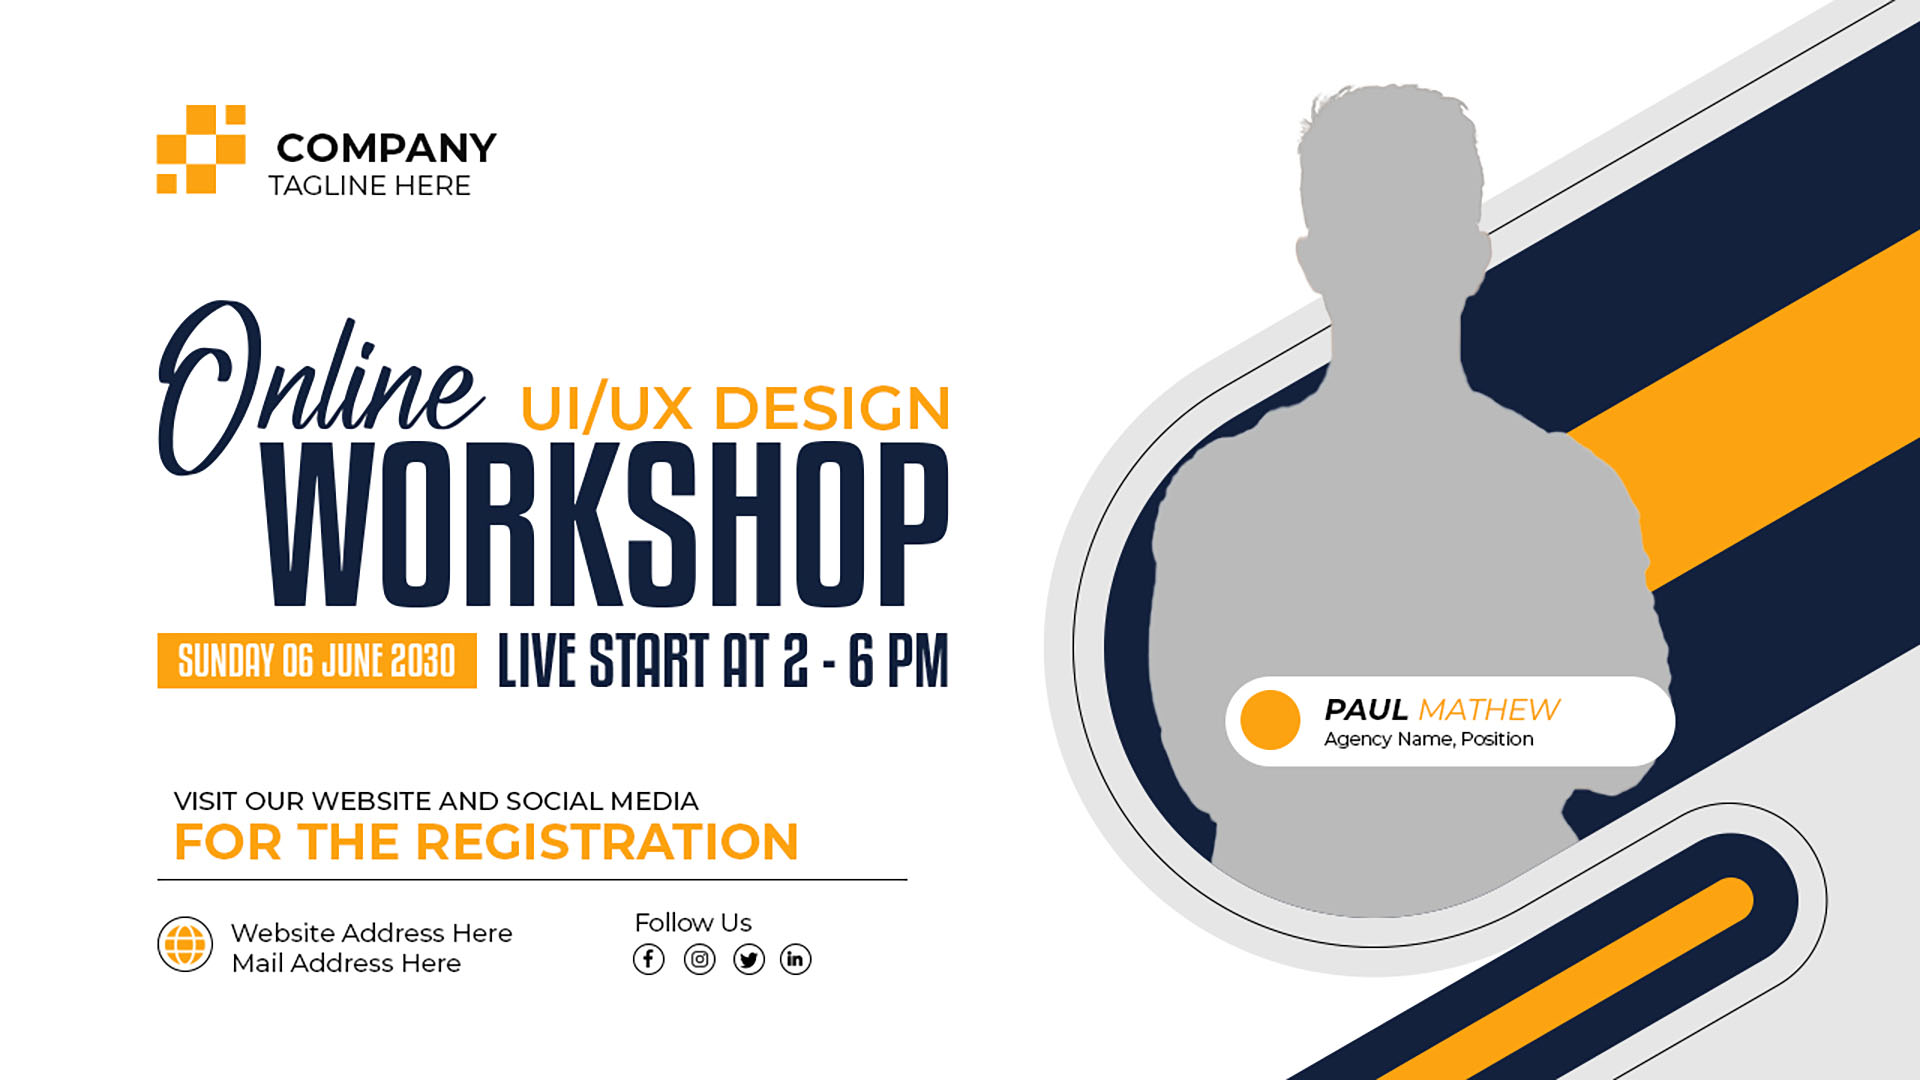 COMPANY
TAGLINE HERE
Online
UI/UX DESIGN
WORKSHOP
SUNDAY 06 JUNE 2030
LIVE START AT 2 - 6 PM
PAUL MATHEW
Agency Name, Position
VISIT OUR WEBSITE AND SOCIAL MEDIA
FOR THE REGISTRATION
Website Address Here
Mail Address Here
Follow Us